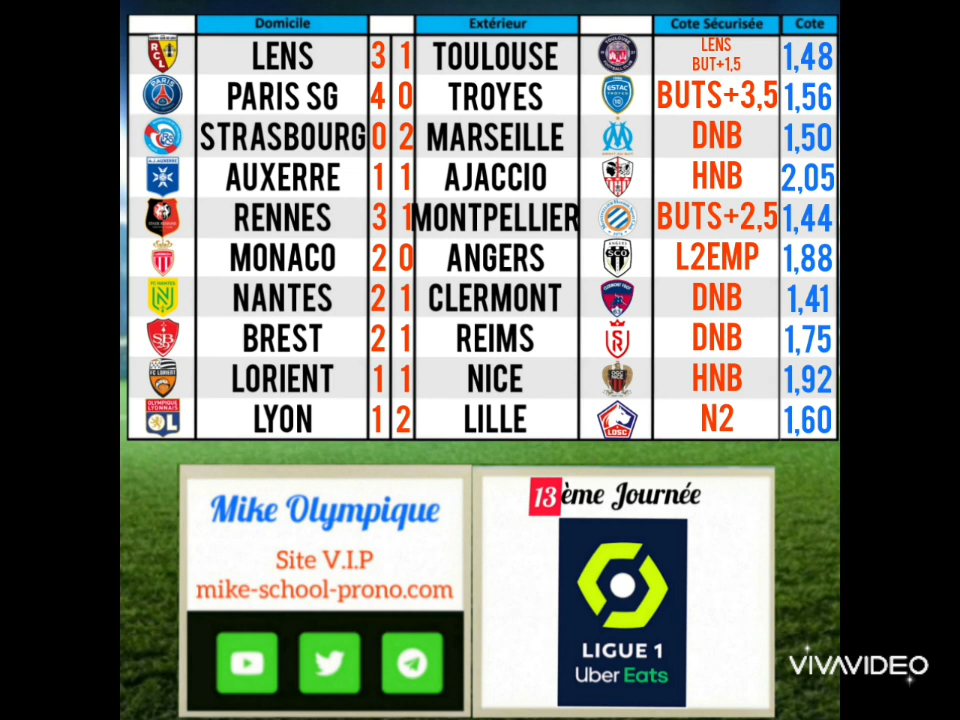 Domicile Extérieur Cote Sécurisée Cote
LENS 3 1 TOULOUSE LENS BUT+1,5 1,48
PARIS SG 4 0 TROYES BUTS+3,5 1,56
STRASBOURG 0 2 MARSEILLE DNB 1,50
AUXERRE 1 1 AJACCIO HNB 2,05
RENNES 3 1 MONTPELLIER BUTS+2,5 1,44
MONACO 2 0 ANGERS L2EMP 1,88
NANTES 2 1 CLERMONT DNB 1,41
BREST 2 1 REIMS DNB 1,75
LORIENT 1 1 NICE HNB 1,92
LYON 1 2 LILLE N2 1,60
Mike Olympique
Site V.I.P
mike-school-prono.com
13ème Journée
LIGUE 1
Uber Eats
VIVAVIDEO